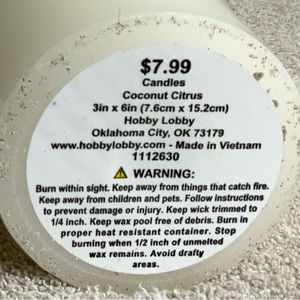 $7.99
Candles
Coconut Citrus
3in x 6in (7.6cm x 15.2cm)
Hobby Lobby
Oklahoma City, OK 73179
www.hobbylobby.com - Made in Vietnam
1112630
WARNING:
Burn within sight. Keep away from things that catch fire.
Keep away from children and pets. Follow instructions
to prevent damage or injury. Keep wick trimmed to
1/4 inch. Keep wax pool free of debris. Burn in
proper heat resistant container. Stop
burning when 1/2 inch of unmelted
wax remains. Avoid drafty
areas.